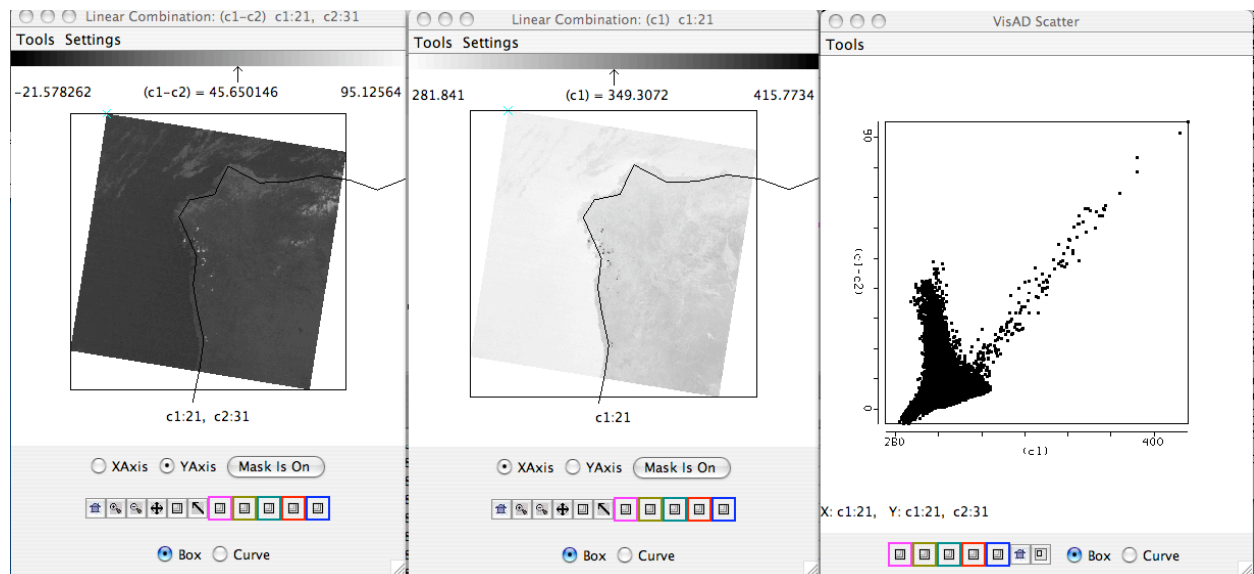 Linear Combination: (c1-c2) c1:21, c2:31
Tools Settings
-21.578262 (c1-c2) = 45.650146 95.12564
c1:21, c2:31
XAxis YAxis Mask Is On
Box Curve
Linear Combination: (c1) c1:21
Tools Settings
281.841 (c1) = 349.3072 415.7734
c1:21
XAxis YAxis Mask Is On
Box Curve
VisAD Scatter
Tools
90
(c1-c2)
0
280 400
(c1)
X: c1:21, Y: c1:21, c2:31
Box Curve